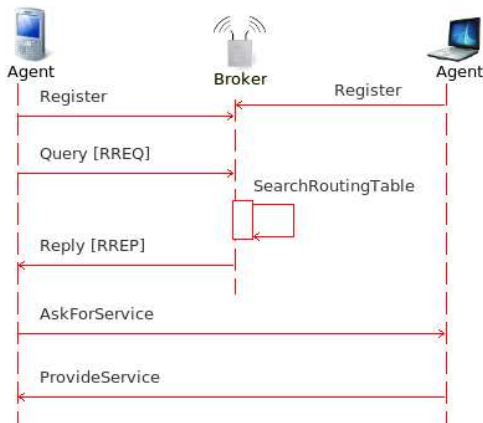 Agent
Broker
Agent
Register
Register
Query [RREQ]
SearchRoutingTable
Reply [RREP]
AskForService
ProvideService